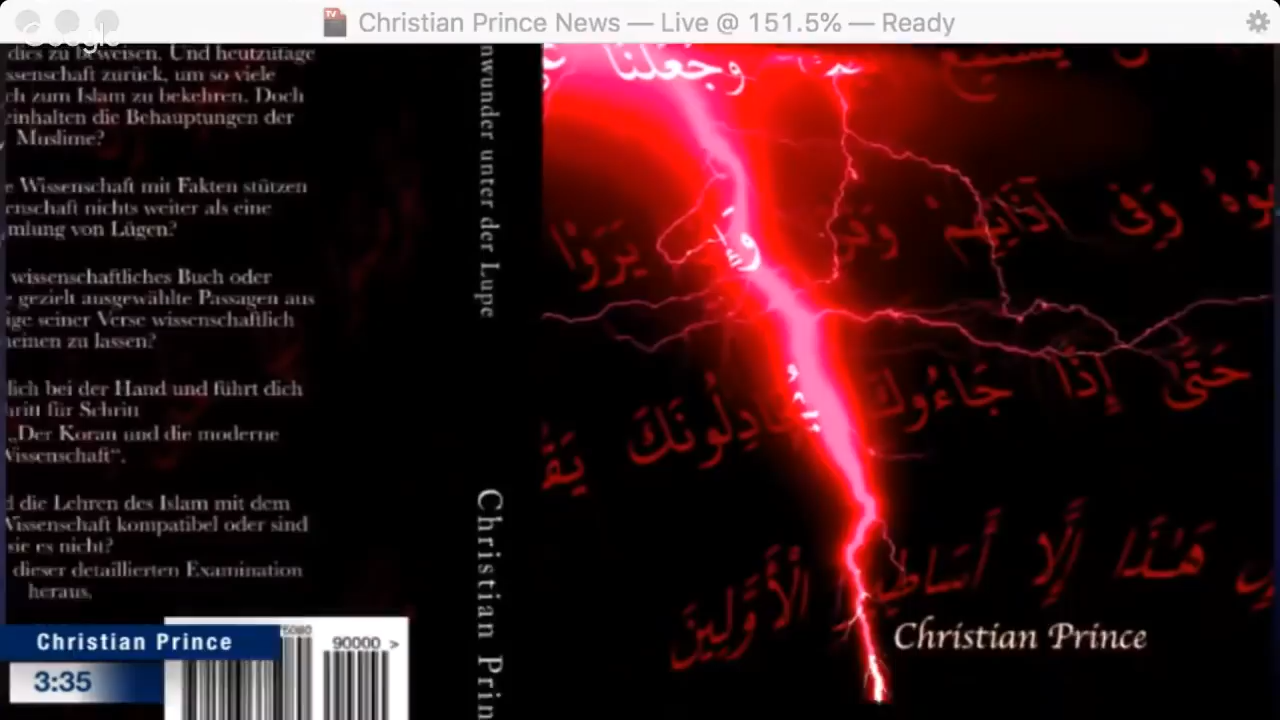 Christian Prince News — Live @ 151.5% — Ready
Google
dies zu beweisen. Und heutzutage
ssenschaft zurück, um so viele
ch zum Islam zu bekehren. Doch
einhalten die Behauptungen der
Muslime?
e Wissenschaft mit Fakten stützen
enschaft nichts weiter als eine
mlung von Lügen?
wissenschaftliches Buch oder
gezielt ausgewählte Passagen aus
ige seiner Verse wissenschaftlich
heinen zu lassen?
lich bei der Hand und führt dich
hritt für Schritt
„Der Koran und die moderne
Wissenschaft“.
d die Lehren des Islam mit dem
Wissenschaft kompatibel oder sind
sie es nicht?
dieser detaillierten Examination
heraus.
90000 >
Christian Prince
3:35
nwunder unter der Lupe
Christian Prin
وَجَعَلْنَا
يَرَوْا
ءَاذَانِهِمْ وَفِى
حَتَّىٰ إِذَا جَاءُوكَ يُجَادِلُونَكَ
هَـٰذَا إِلَّا أَسَاطِيرُ
الْأَوَّلِينَ
Christian Prince